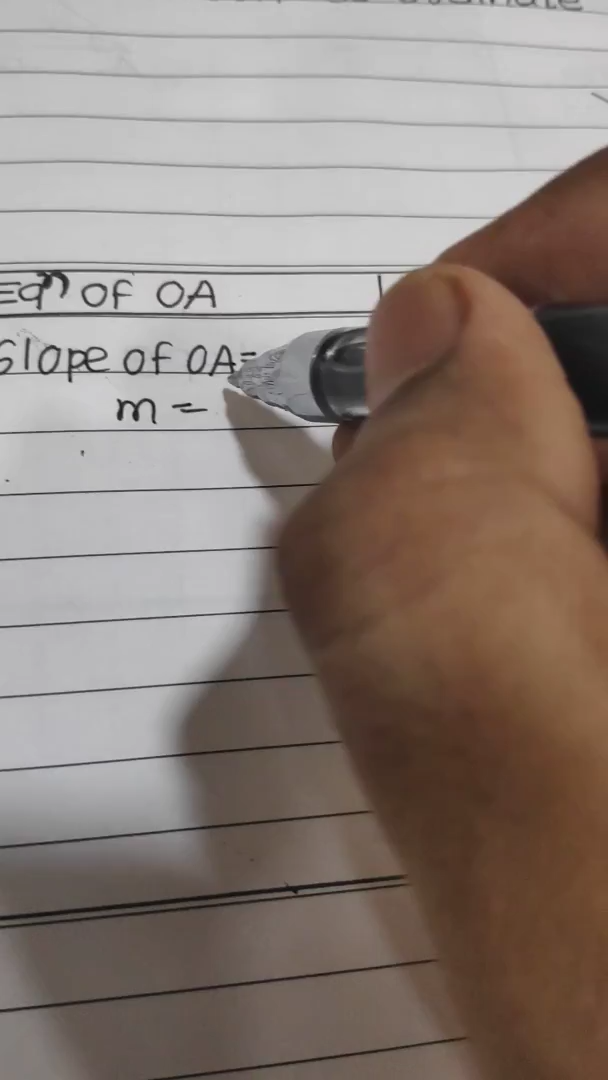 Eqⁿ of OA
Slope of OA=
m =